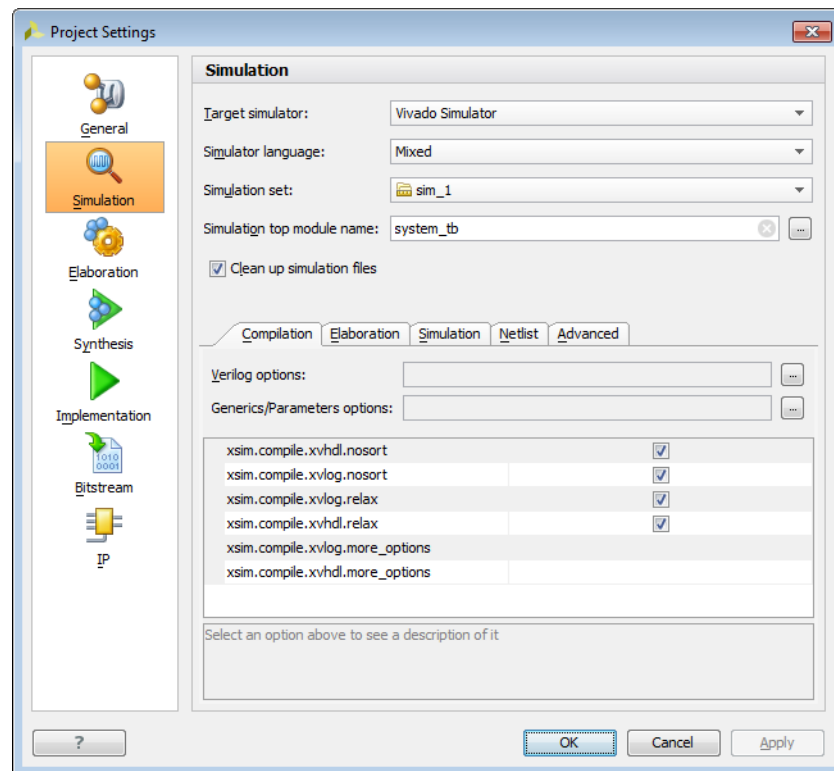 Project Settings
General
Simulation
Elaboration
Synthesis
Implementation
1010
0001
Bitstream
IP
Simulation
Target simulator: Vivado Simulator
Simulator language: Mixed
Simulation set: sim_1
Simulation top module name: system_tb ...
Clean up simulation files
Compilation Elaboration Simulation Netlist Advanced
Verilog options: ...
Generics/Parameters options: ...
xsim.compile.xvhdl.nosort
xsim.compile.xvlog.nosort
xsim.compile.xvlog.relax
xsim.compile.xvhdl.relax
xsim.compile.xvlog.more_options
xsim.compile.xvhdl.more_options
Select an option above to see a description of it
? OK Cancel Apply